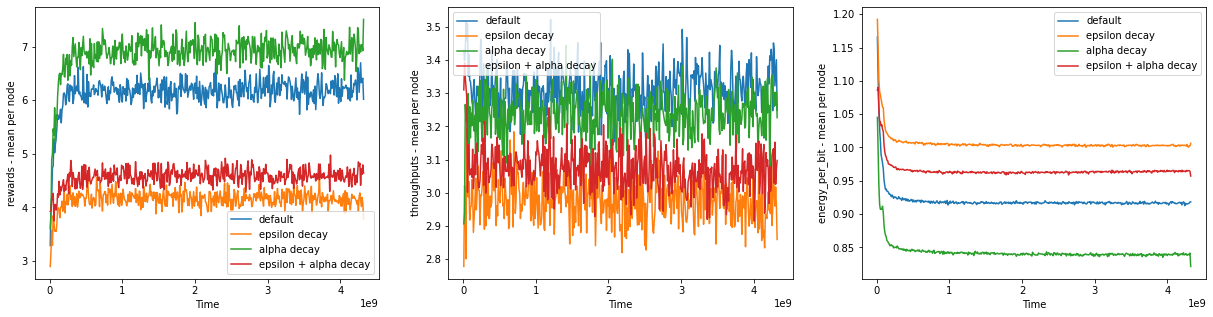 rewards - mean per node
7
6
5
4
3
default
epsilon decay
alpha decay
epsilon + alpha decay
0
1
2
3
4
1e9
Time
throughputs - mean per node
3.5
3.4
3.3
3.2
3.1
3.0
2.9
2.8
default
epsilon decay
alpha decay
epsilon + alpha decay
0
1
2
3
4
1e9
Time
energy_per_bit - mean per node
1.20
1.15
1.10
1.05
1.00
0.95
0.90
0.85
default
epsilon decay
alpha decay
epsilon + alpha decay
0
1
2
3
4
1e9
Time